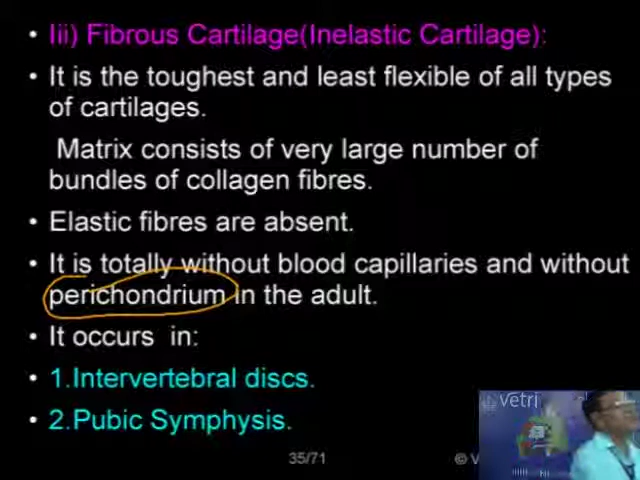 • Iii) Fibrous Cartilage(Inelastic Cartilage):
• It is the toughest and least flexible of all types
of cartilages.
Matrix consists of very large number of
bundles of collagen fibres.
• Elastic fibres are absent.
• It is totally without blood capillaries and without
perichondrium in the adult.
• It occurs in:
• 1.Intervertebral discs.
• 2.Pubic Symphysis.
Vetri
35/71
©